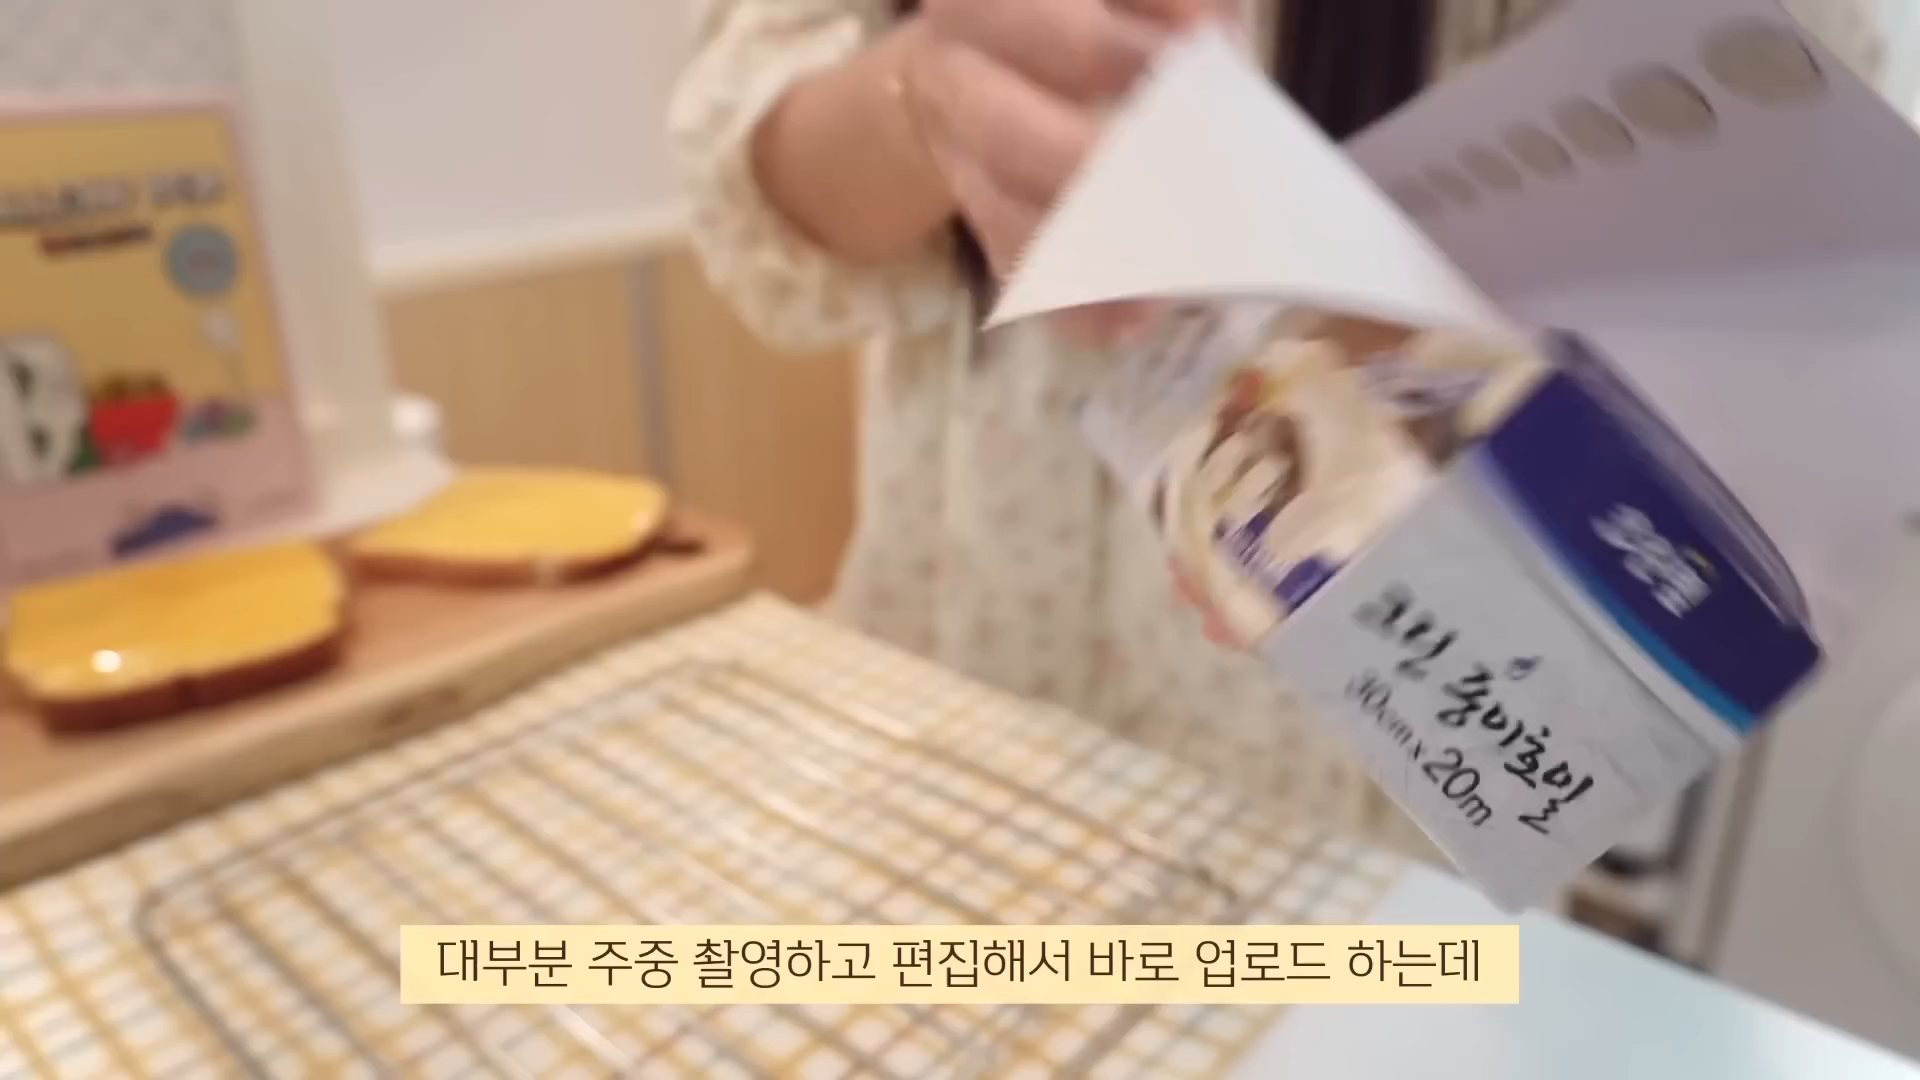 크린 종이호일
30cm x 20m
대부분 주중 촬영하고 편집해서 바로 업로드 하는데